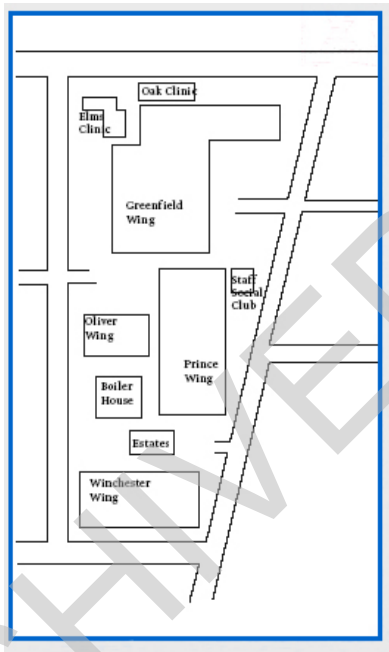 Oak Clinic
Elms
Clinic
Greenfield
Wing
Staff
Social
Club
Oliver
Wing
Prince
Wing
Boiler
House
Estates
Winchester
Wing